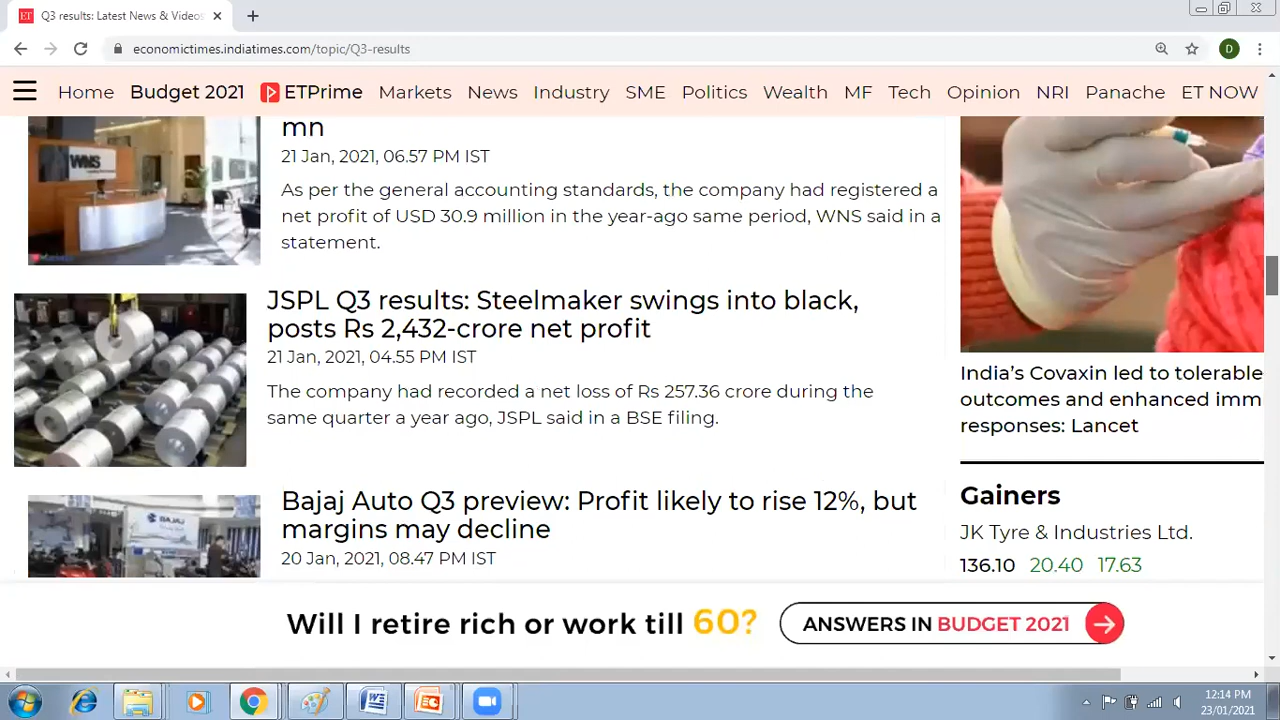 Q3 results: Latest News & Videos
economictimes.indiatimes.com/topic/Q3-results
D
Home Budget 2021 ETPrime Markets News Industry SME Politics Wealth MF Tech Opinion NRI Panache ET NOW
mn
21 Jan, 2021, 06.57 PM IST
As per the general accounting standards, the company had registered a
net profit of USD 30.9 million in the year-ago same period, WNS said in a
statement.
WNS
JSPL Q3 results: Steelmaker swings into black,
posts Rs 2,432-crore net profit
21 Jan, 2021, 04.55 PM IST
The company had recorded a net loss of Rs 257.36 crore during the
same quarter a year ago, JSPL said in a BSE filing.
Bajaj Auto Q3 preview: Profit likely to rise 12%, but
margins may decline
20 Jan, 2021, 08.47 PM IST
BAJAJ
India's Covaxin led to tolerable
outcomes and enhanced imm
responses: Lancet
Gainers
JK Tyre & Industries Ltd.
136.10 20.40 17.63
Will I retire rich or work till 60? ANSWERS IN BUDGET 2021
12:14 PM
23/01/2021